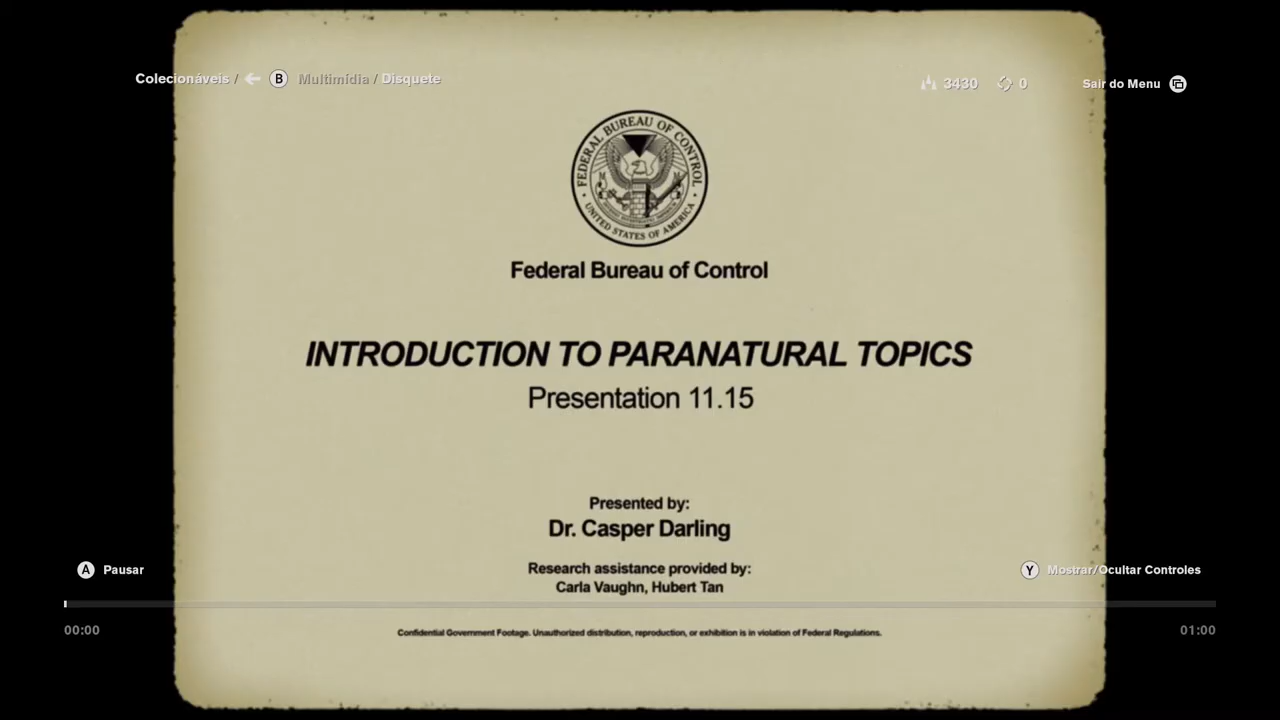 Colecionáveis / B Multimídia / Disquete
3430 0 Sair do Menu
FEDERAL BUREAU OF CONTROL
UNITED STATES OF AMERICA
Federal Bureau of Control
INTRODUCTION TO PARANATURAL TOPICS
Presentation 11.15
Presented by:
Dr. Casper Darling
Research assistance provided by:
Carla Vaughn, Hubert Tan
A Pausar
Y Mostrar/Ocultar Controles
00:00
01:00
Confidential Government Footage. Unauthorized distribution, reproduction, or exhibition is in violation of Federal Regulations.